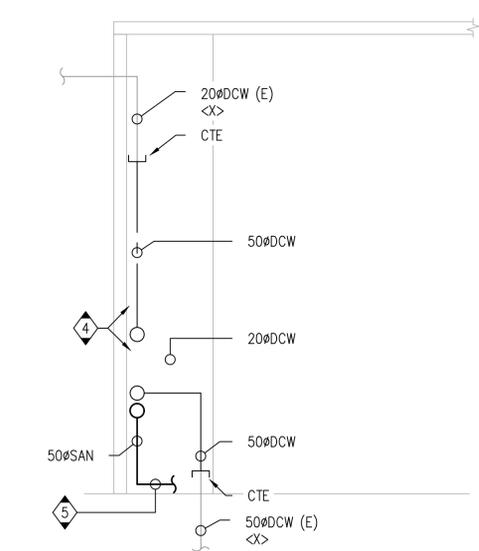 20øDCW (E)
<X>
CTE
50øDCW
4
20øDCW
50øDCW
50øSAN
CTE
5
50øDCW (E)
<X>